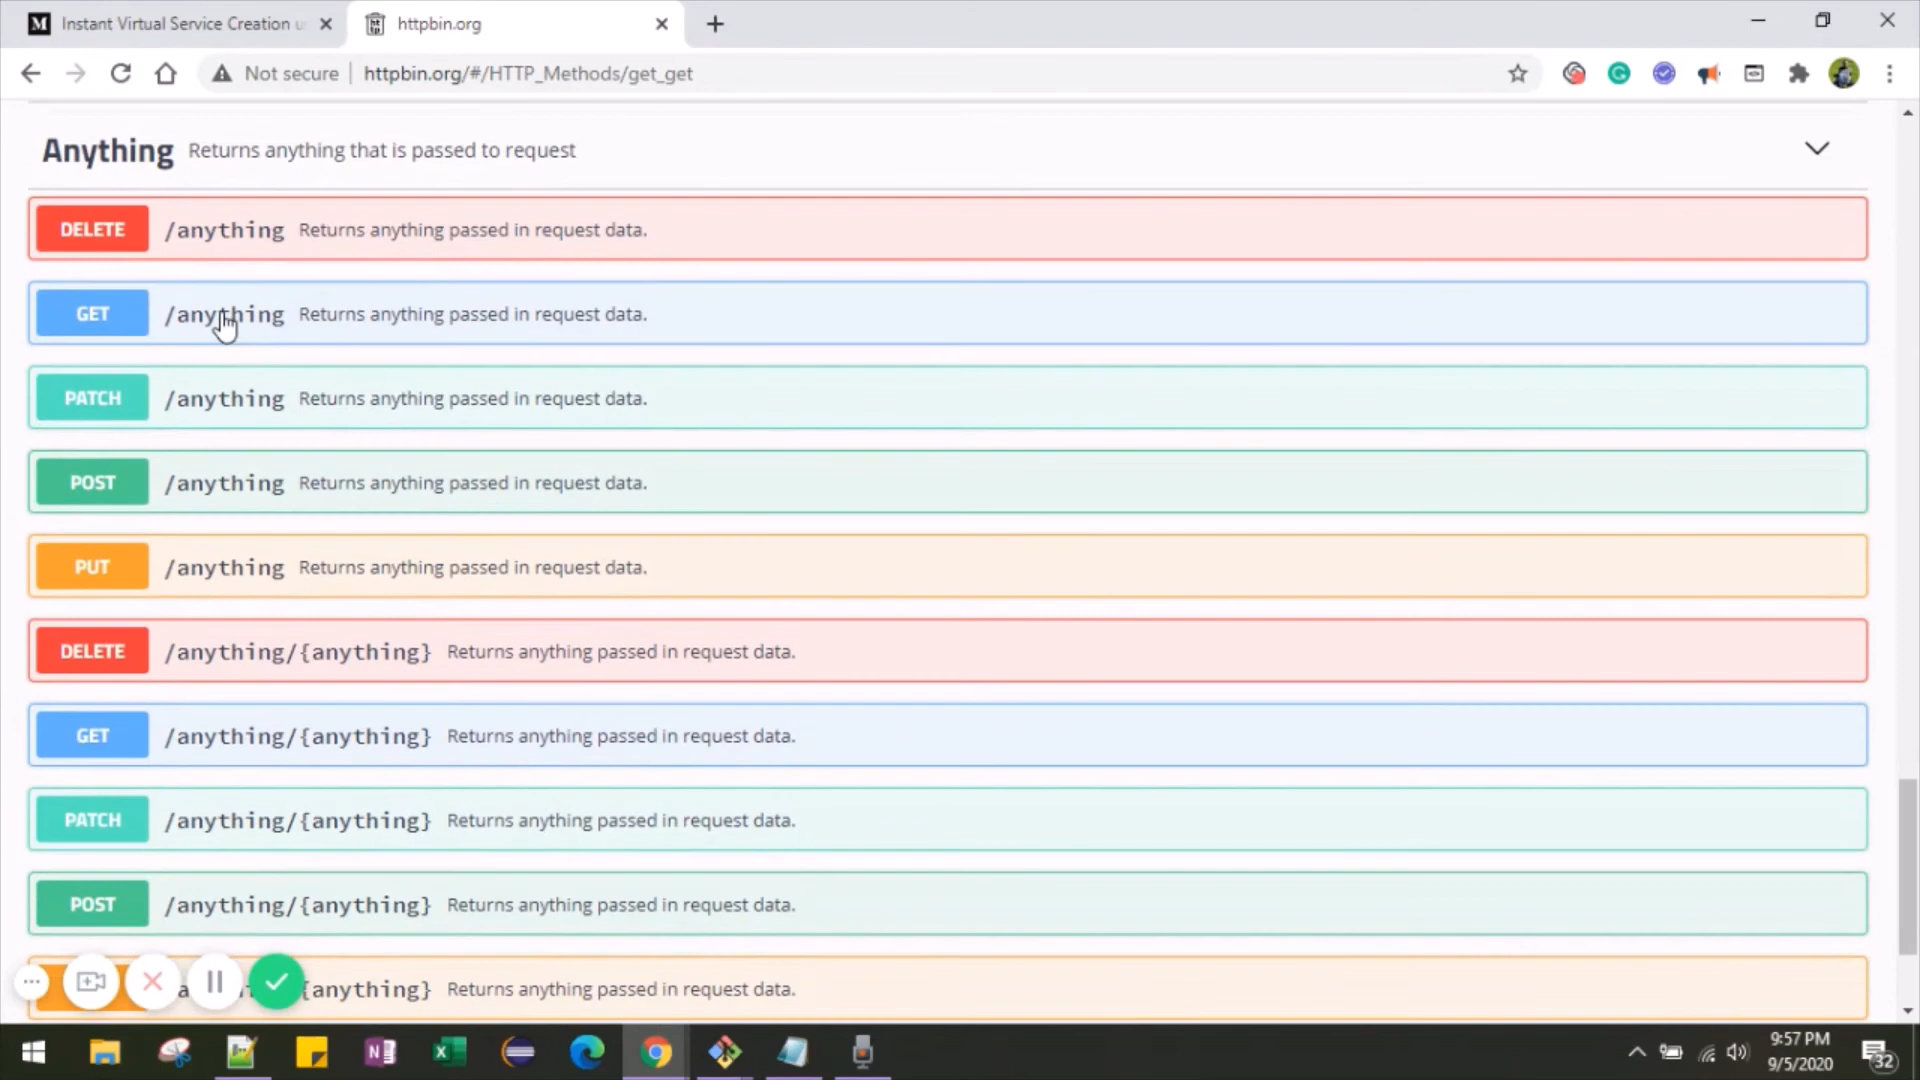 Instant Virtual Service Creation u
httpbin.org
Not secure
httpbin.org/#/HTTP_Methods/get_get
Anything Returns anything that is passed to request
DELETE /anything Returns anything passed in request data.
GET /anything Returns anything passed in request data.
PATCH /anything Returns anything passed in request data.
POST /anything Returns anything passed in request data.
PUT /anything Returns anything passed in request data.
DELETE /anything/{anything} Returns anything passed in request data.
GET /anything/{anything} Returns anything passed in request data.
PATCH /anything/{anything} Returns anything passed in request data.
POST /anything/{anything} Returns anything passed in request data.
{anything} Returns anything passed in request data.
9:57 PM
9/5/2020
32